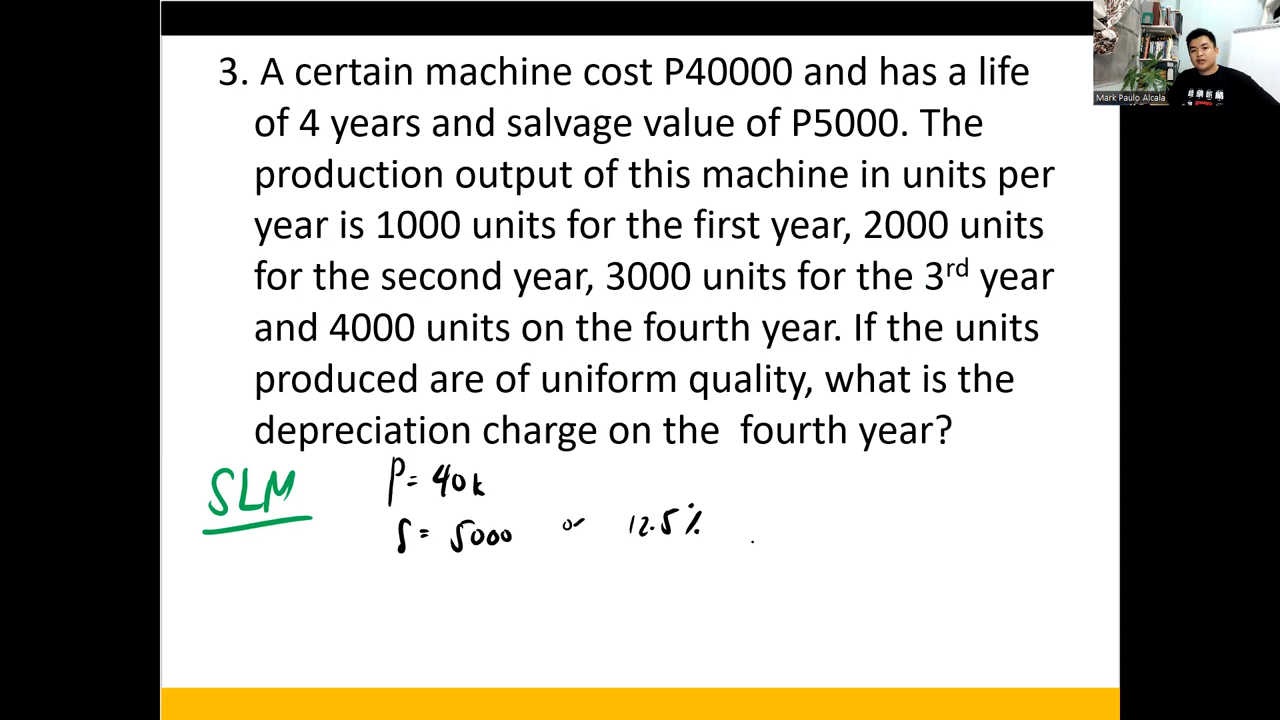 3. A certain machine cost P40000 and has a life
of 4 years and salvage value of P5000. The
production output of this machine in units per
year is 1000 units for the first year, 2000 units
for the second year, 3000 units for the 3rd year
and 4000 units on the fourth year. If the units
produced are of uniform quality, what is the
depreciation charge on the fourth year?
SLM
P = 40k
S = 5000 or 12.5%
Mark Paulo Alcala